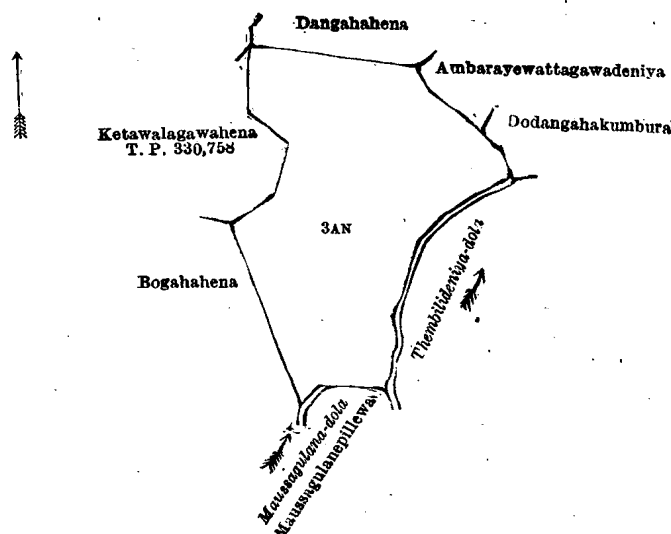 Dangahahena
Ambarayewattagawadeniya
Dodangahakumbura
Ketawalagawahena
T. P. 330,758
3AN
Bogahahena
Thembilideniya-dola
Maussagulana-dola
Maussagulanepillewa